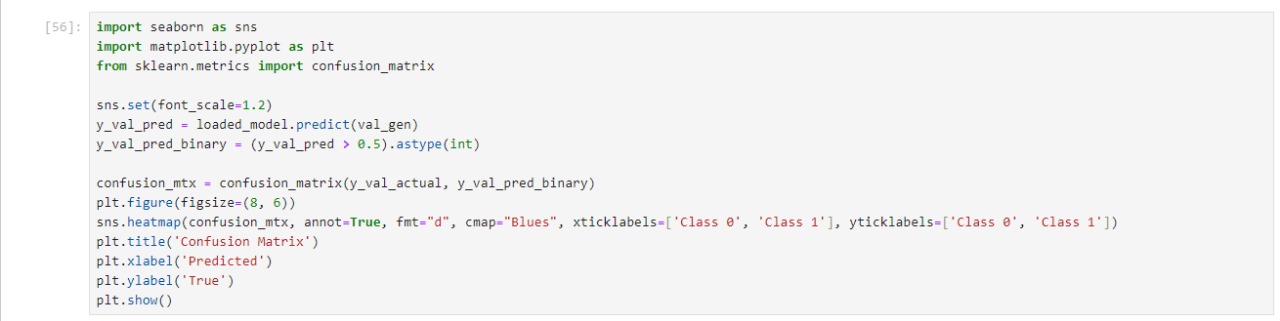 [56]: import seaborn as sns
import matplotlib.pyplot as plt
from sklearn.metrics import confusion_matrix
sns.set(font_scale=1.2)
y_val_pred = loaded_model.predict(val_gen)
y_val_pred_binary = (y_val_pred > 0.5).astype(int)
confusion_mtx = confusion_matrix(y_val_actual, y_val_pred_binary)
plt.figure(figsize=(8, 6))
sns.heatmap(confusion_mtx, annot=True, fmt="d", cmap="Blues", xticklabels=['Class 0', 'Class 1'], yticklabels=['Class 0', 'Class 1'])
plt.title('Confusion Matrix')
plt.xlabel('Predicted')
plt.ylabel('True')
plt.show()